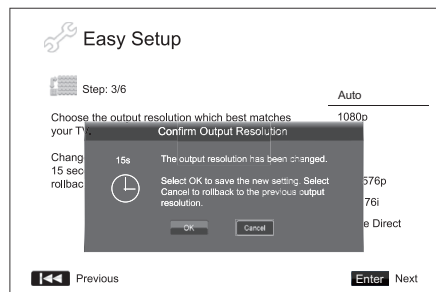 Easy Setup
Step: 3/6
Auto
Choose the output resolution which best matches
1080p
your TV.
Confirm Output Resolution
Chang
15 sec
rollbac
15s
The output resolution has been changed.
Select OK to save the new setting. Select
Cancel to rollback to the previous output
resolution.
OK
Cancel
576p
76i
e Direct
Previous
Enter Next